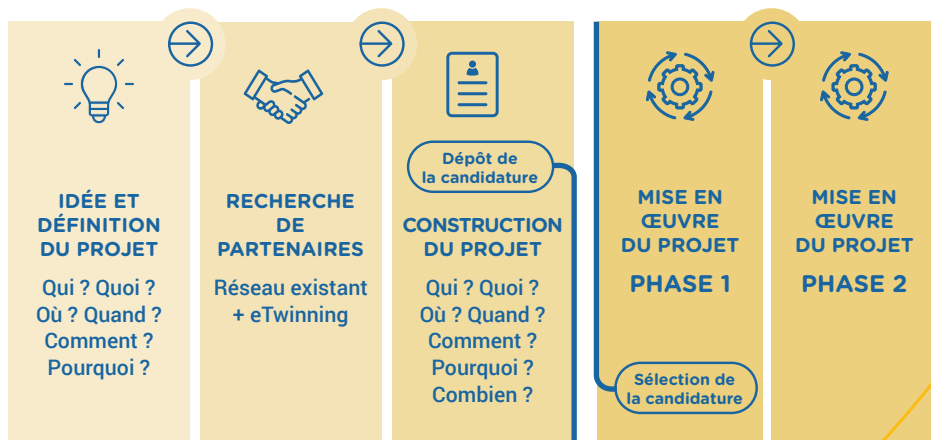 IDÉE ET
DÉFINITION
DU PROJET
Qui ? Quoi ?
Où ? Quand ?
Comment ?
Pourquoi ?
RECHERCHE
DE
PARTENAIRES
Réseau existant
+ eTwinning
Dépôt de
la candidature
CONSTRUCTION
DU PROJET
Qui ? Quoi ?
Où ? Quand ?
Comment ?
Pourquoi ?
Combien ?
MISE EN
ŒUVRE
DU PROJET
PHASE 1
Sélection de
la candidature
MISE EN
ŒUVRE
DU PROJET
PHASE 2